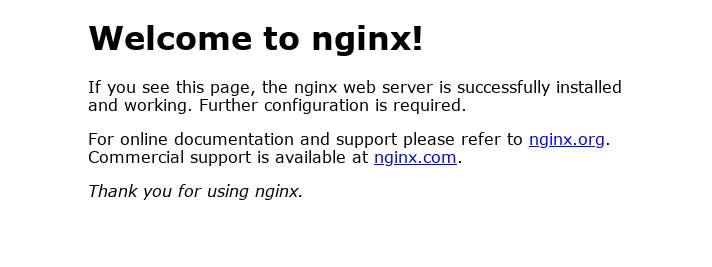 Welcome to nginx!
If you see this page, the nginx web server is successfully installed
and working. Further configuration is required.
For online documentation and support please refer to nginx.org.
Commercial support is available at nginx.com.
Thank you for using nginx.